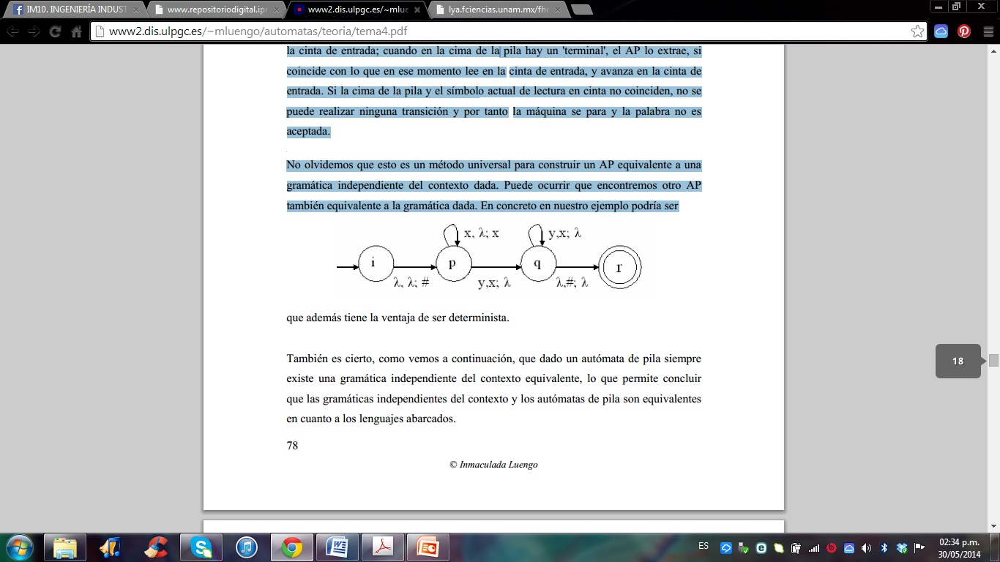 IM10. INGENIERÍA INDUST
www.repositoriodigital.ipr
www2.dis.ulpgc.es/~mlue
lya.fciencias.unam.mx/fho
www2.dis.ulpgc.es/~mluengo/automatas/teoria/tema4.pdf
la cinta de entrada; cuando en la cima de la pila hay un 'terminal', el AP lo extrae, si
coincide con lo que en ese momento lee en la cinta de entrada, y avanza en la cinta de
entrada. Si la cima de la pila y el símbolo actual de lectura en cinta no coinciden, no se
puede realizar ninguna transición y por tanto la máquina se para y la palabra no es
aceptada.
No olvidemos que esto es un método universal para construir un AP equivalente a una
gramática independiente del contexto dada. Puede ocurrir que encontremos otro AP
también equivalente a la gramática dada. En concreto en nuestro ejemplo podría ser
x, λ; x
y,x; λ
i
p
q
r
λ, λ; #
y,x; λ
λ,#; λ
que además tiene la ventaja de ser determinista.
También es cierto, como vemos a continuación, que dado un autómata de pila siempre
existe una gramática independiente del contexto equivalente, lo que permite concluir
que las gramáticas independientes del contexto y los autómatas de pila son equivalentes
en cuanto a los lenguajes abarcados.
78
© Inmaculada Luengo
18
ES
02:34 p.m.
30/05/2014